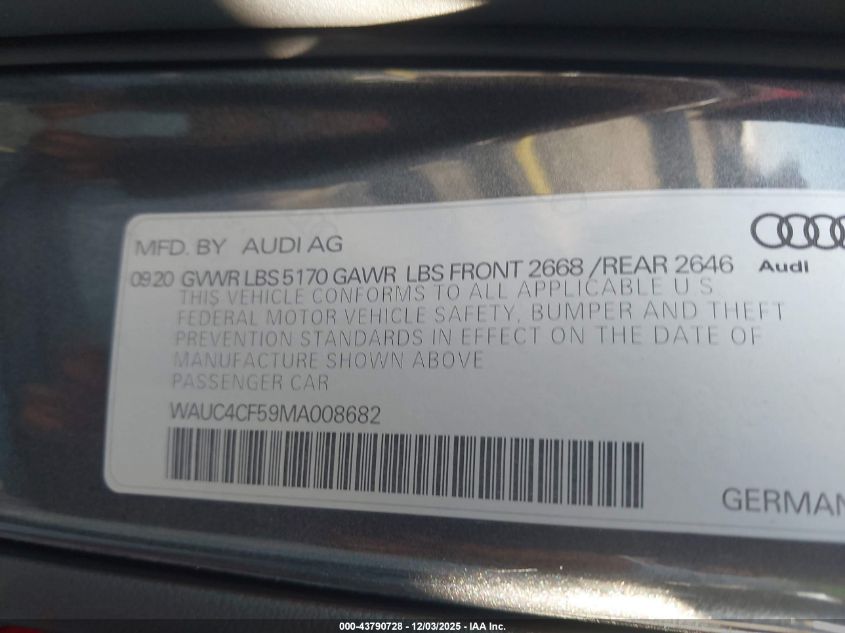 MFD. BY AUDI AG
0920 GVWR LBS 5170 GAWR LBS FRONT 2668 / REAR 2646
Audi
THIS VEHICLE CONFORMS TO ALL APPLICABLE U S
FEDERAL MOTOR VEHICLE SAFETY, BUMPER AND THEFT
PREVENTION STANDARDS IN EFFECT ON THE DATE OF
MANUFACTURE SHOWN ABOVE
PASSENGER CAR
WAUC4CF59MA008682
GERMAN
000-43790728 - 12/03/2025 - IAA Inc.